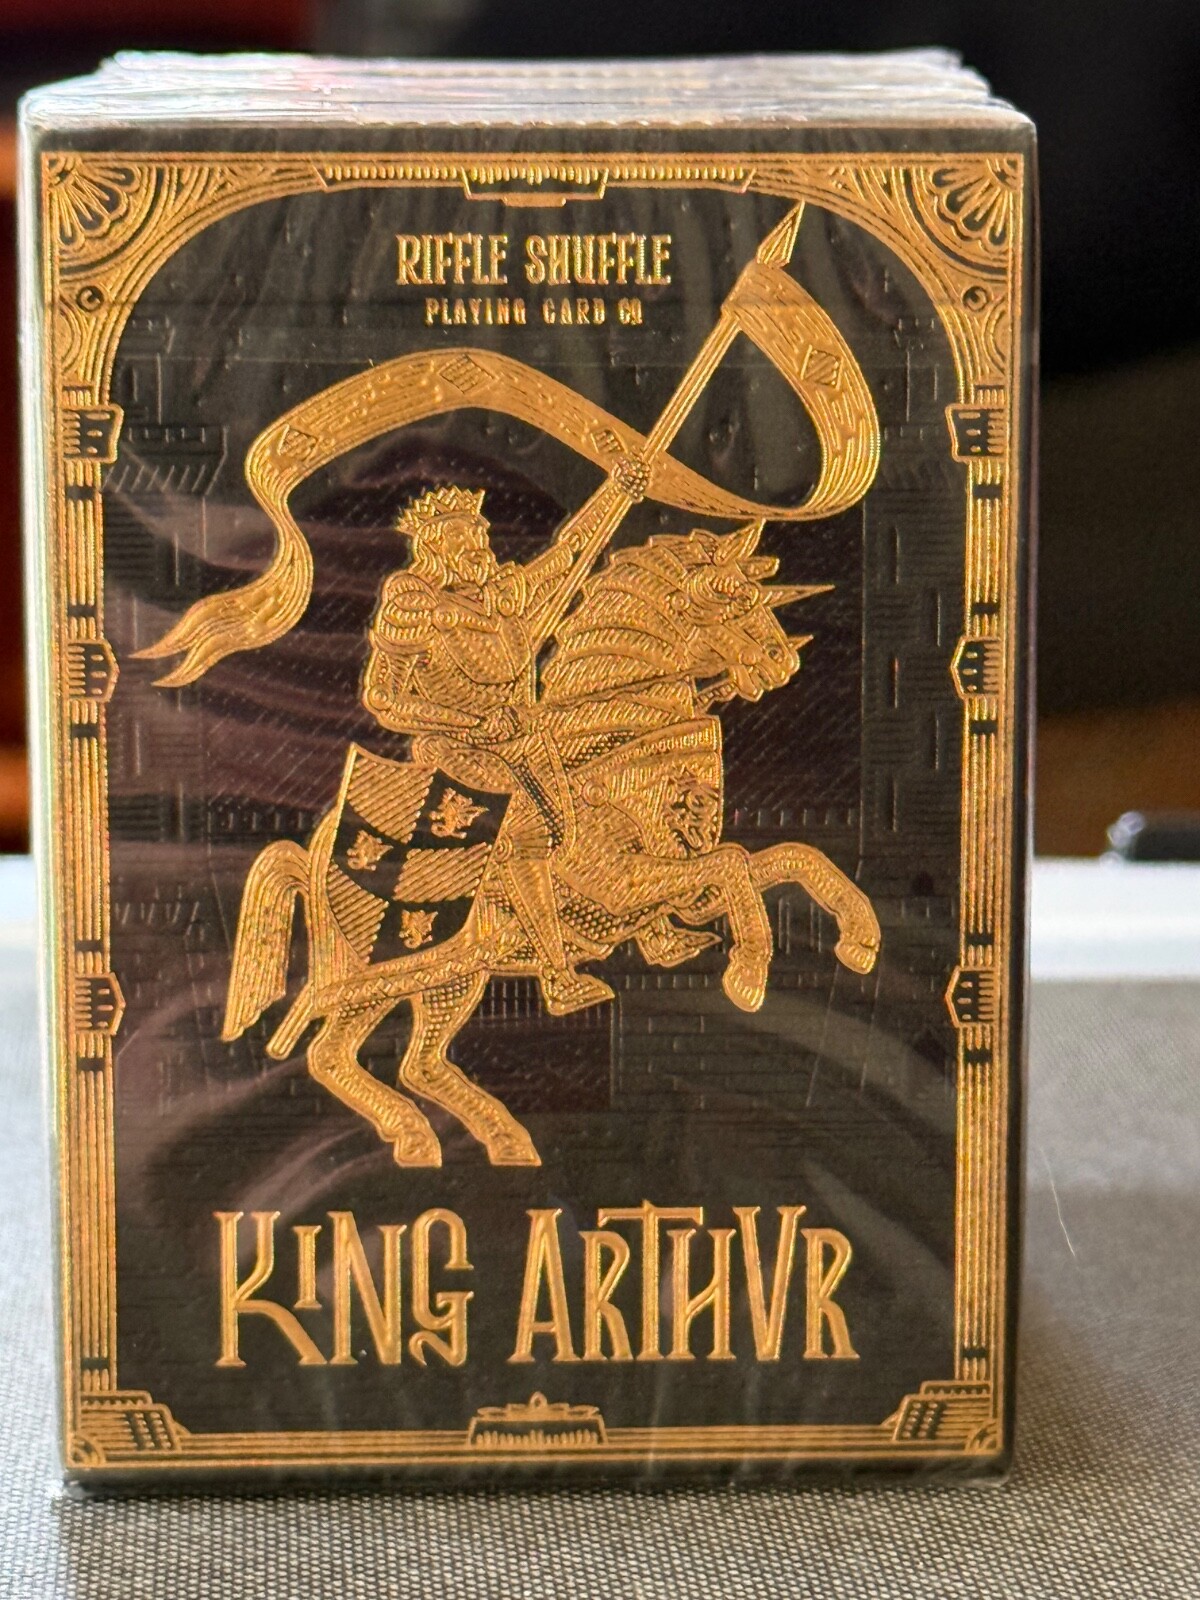 RIFFLE SHUFFLE
PLAYING CARD CO
KING ARTHVR